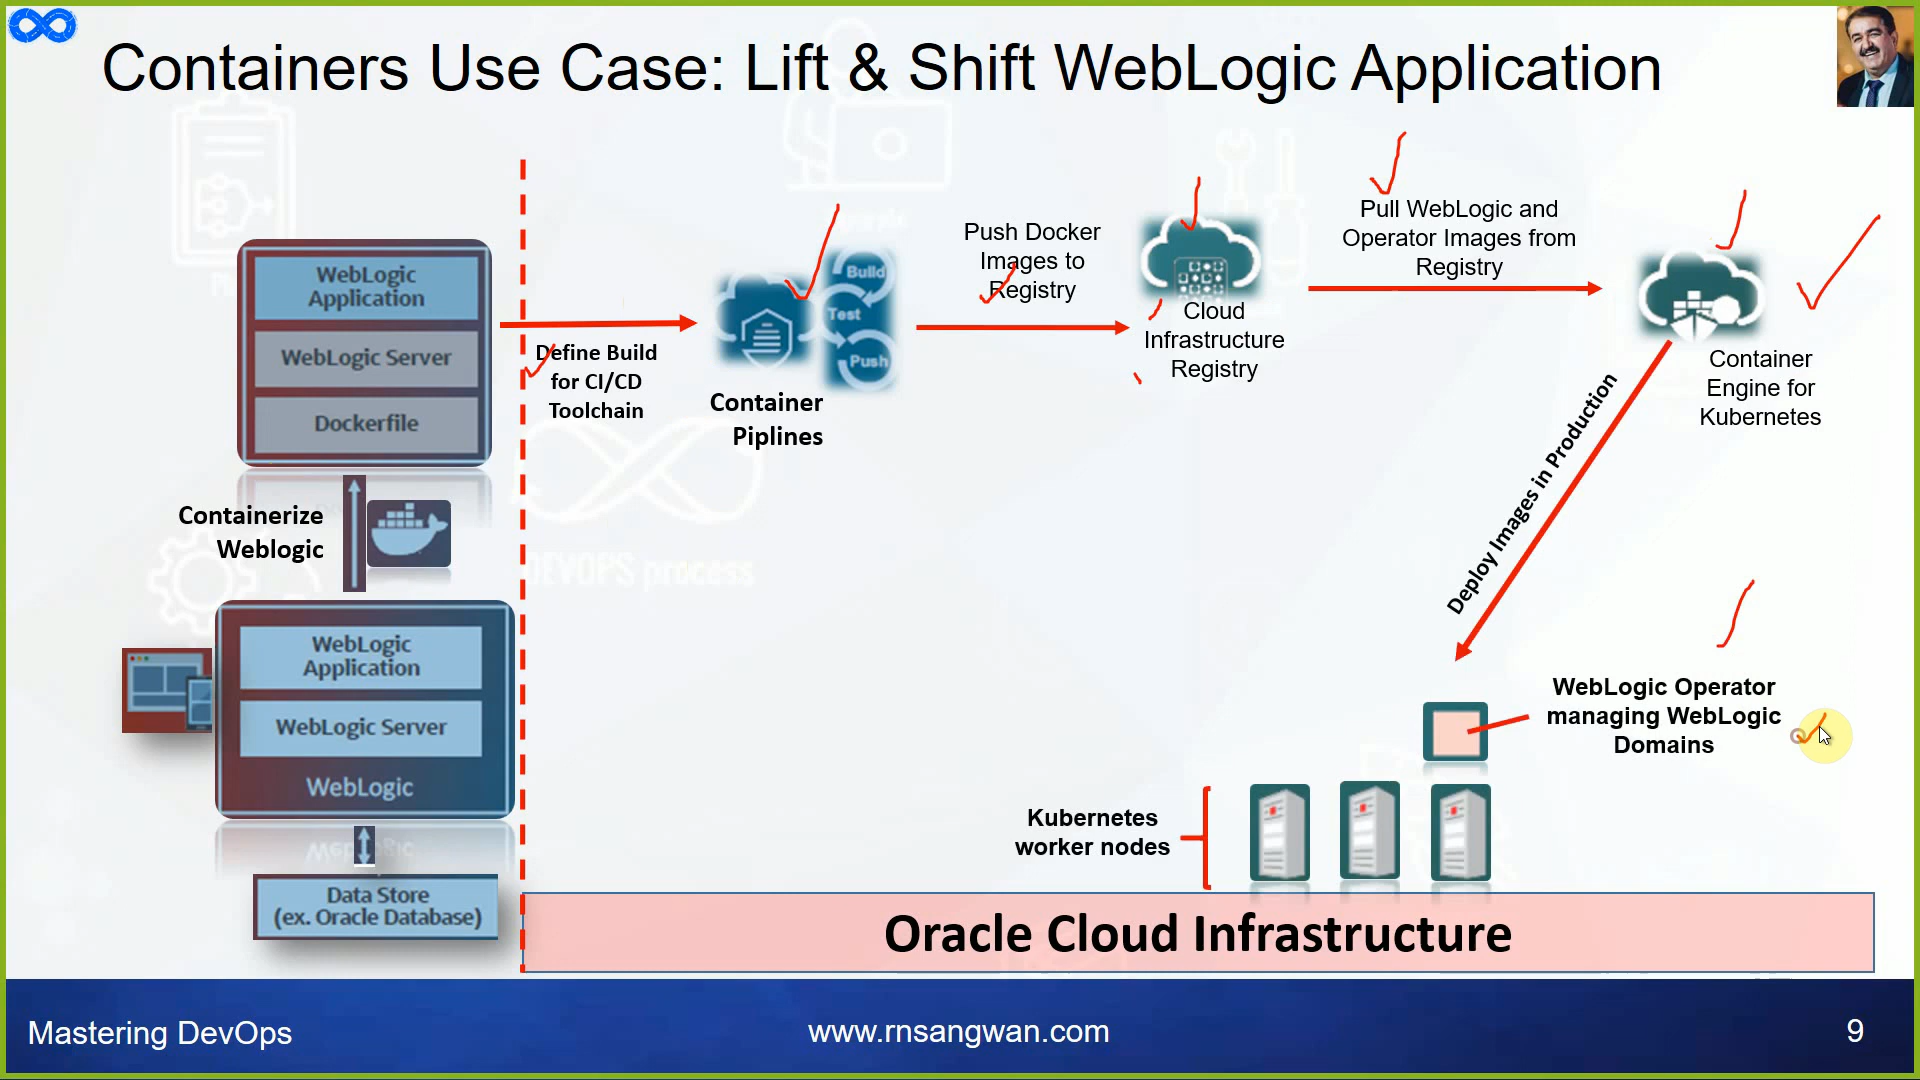 Containers Use Case: Lift & Shift WebLogic Application
WebLogic
Application
WebLogic Server
Dockerfile
Define Build
for CI/CD
Toolchain
Build
Test
Push
Container
Piplines
Push Docker
Images to
Registry
Cloud
Infrastructure
Registry
Pull WebLogic and
Operator Images from
Registry
Container
Engine for
Kubernetes
Containerize
Weblogic
DEVOPS process
Deploy Images in Production
WebLogic
Application
WebLogic Server
WebLogic
Data Store
(ex. Oracle Database)
WebLogic Operator
managing WebLogic
Domains
Kubernetes
worker nodes
Oracle Cloud Infrastructure
Mastering DevOps
www.rnsangwan.com
9